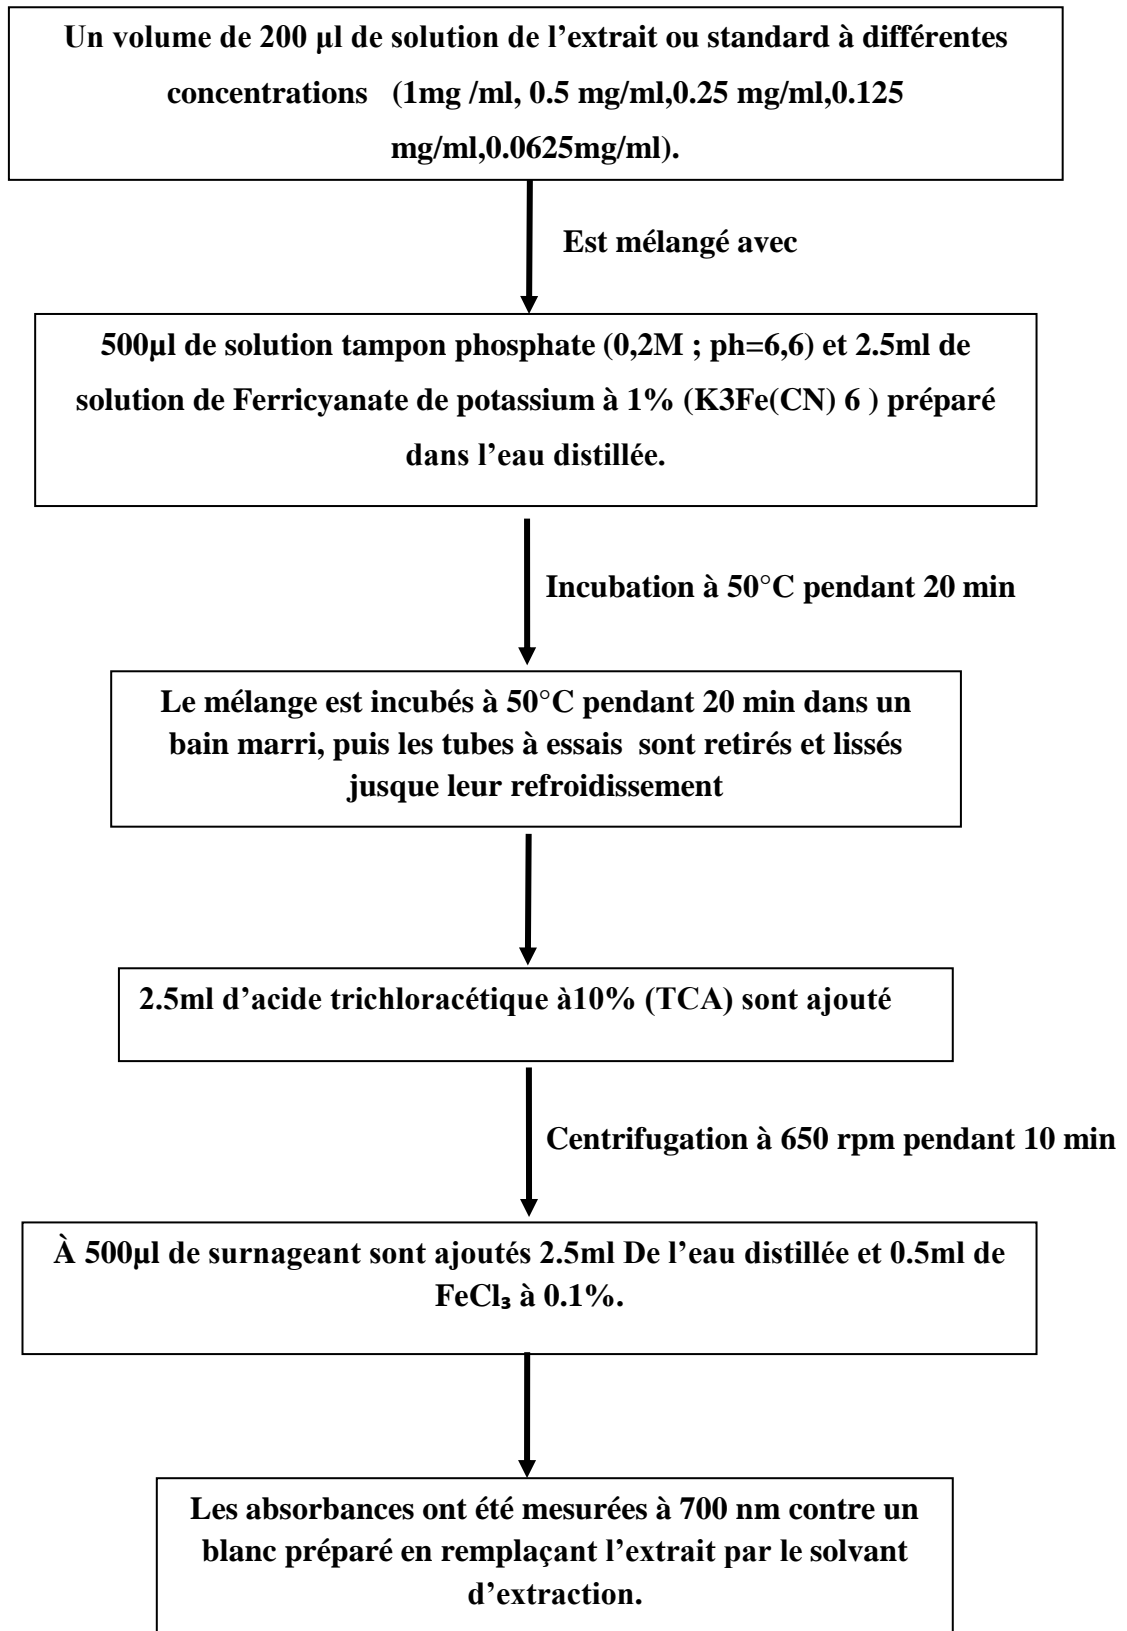 Un volume de 200 µl de solution de l’extrait ou standard à différentes
concentrations (1mg /ml, 0.5 mg/ml,0.25 mg/ml,0.125
mg/ml,0.0625mg/ml).
Est mélangé avec
500µl de solution tampon phosphate (0,2M ; ph=6,6) et 2.5ml de
solution de Ferricyanate de potassium à 1% (K3Fe(CN) 6 ) préparé
dans l’eau distillée.
Incubation à 50°C pendant 20 min
Le mélange est incubés à 50°C pendant 20 min dans un
bain marri, puis les tubes à essais sont retirés et lissés
jusque leur refroidissement
2.5ml d’acide trichloracétique à10% (TCA) sont ajouté
Centrifugation à 650 rpm pendant 10 min
À 500µl de surnageant sont ajoutés 2.5ml De l’eau distillée et 0.5ml de
FeCl₃ à 0.1%.
Les absorbances ont été mesurées à 700 nm contre un
blanc préparé en remplaçant l’extrait par le solvant
d’extraction.